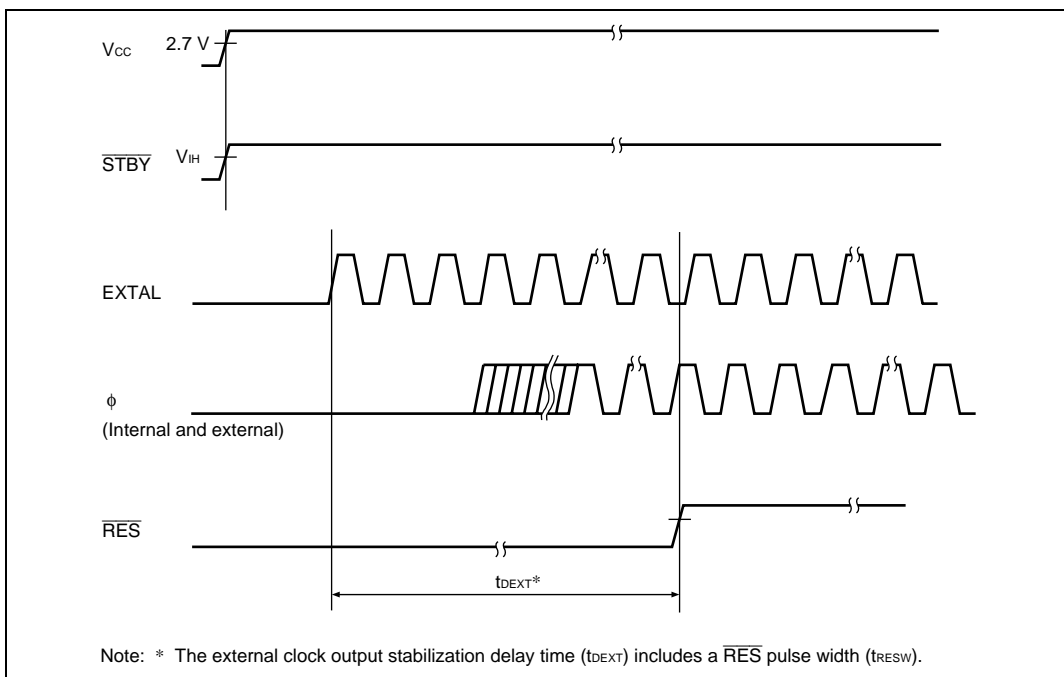 Vcc 2.7 V
STBY VIH
EXTAL
φ
(Internal and external)
RES
tDEXT*
Note: * The external clock output stabilization delay time (tDEXT) includes a RES pulse width (tRESW).